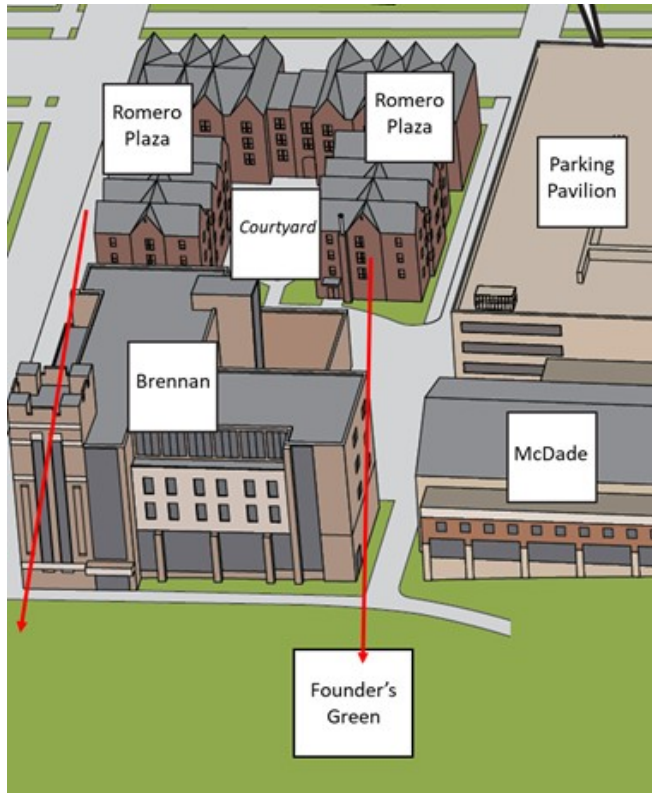 Romero
Plaza
Romero
Plaza
Parking
Pavilion
Courtyard
Brennan
McDade
Founder's
Green